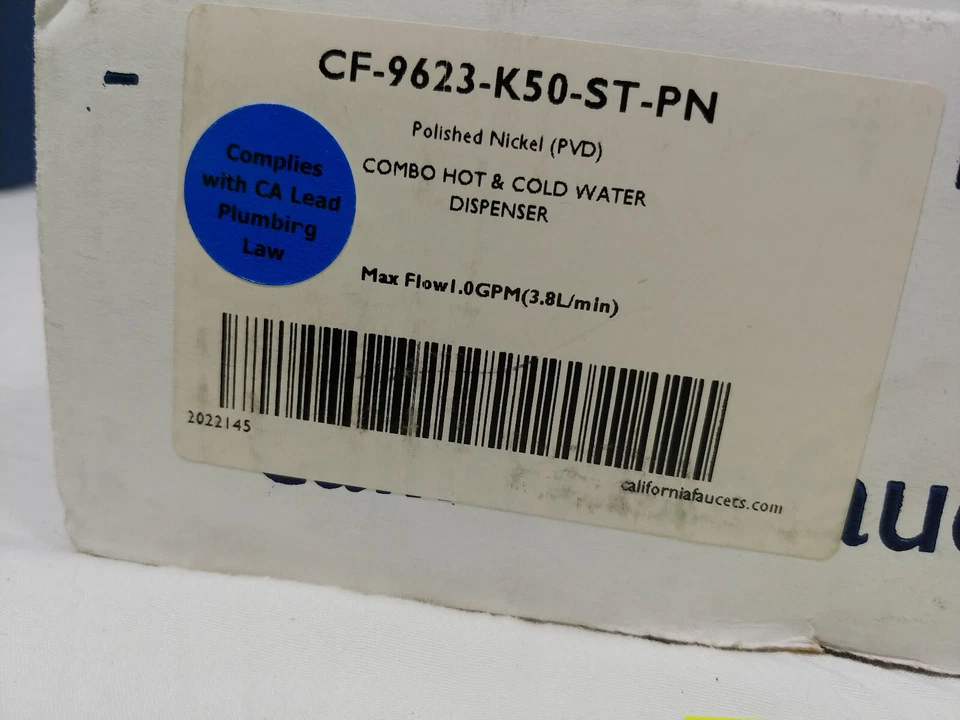 CF-9623-K50-ST-PN
Polished Nickel (PVD)
COMBO HOT & COLD WATER
DISPENSER
Complies
with CA Lead
Plumbing
Law
Max Flow1.0GPM(3.8L/min)
2022145
californiafaucets.com